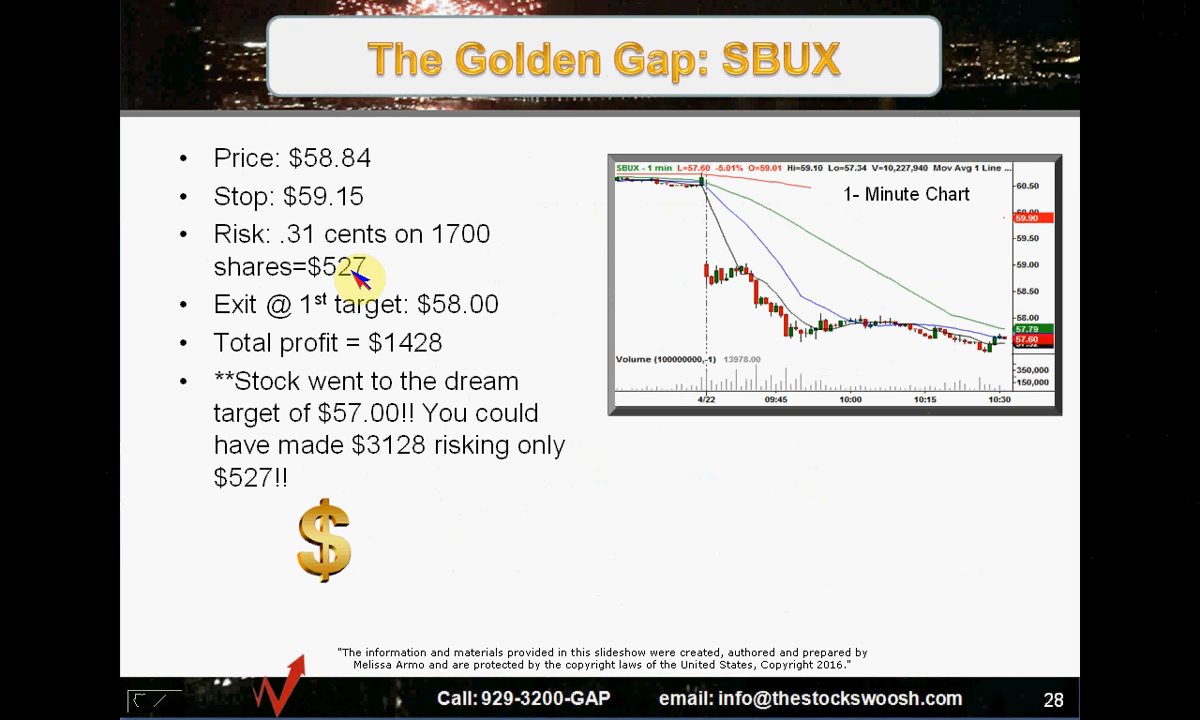 The Golden Gap: SBUX
• Price: $58.84
• Stop: $59.15
• Risk: .31 cents on 1700
shares=$527
• Exit @ 1st target: $58.00
• Total profit = $1428
• **Stock went to the dream
target of $57.00!! You could
have made $3128 risking only
$527!!
$
SBUX - 1 min L=57.60 -5.01% O=59.01 Hi=59.10 Lo=57.34 V=10,227,940 Mov Avg 1 Line ...
1- Minute Chart
60.50
59.90
59.50
59.00
58.50
58.00
57.79
57.60
Volume (100000000,-1) 13978.00
350,000
150,000
4/22 09:45 10:00 10:15 10:30
"The information and materials provided in this slideshow were created, authored and prepared by
Melissa Armo and are protected by the copyright laws of the United States, Copyright 2016."
Call: 929-3200-GAP email: info@thestockswoosh.com 28